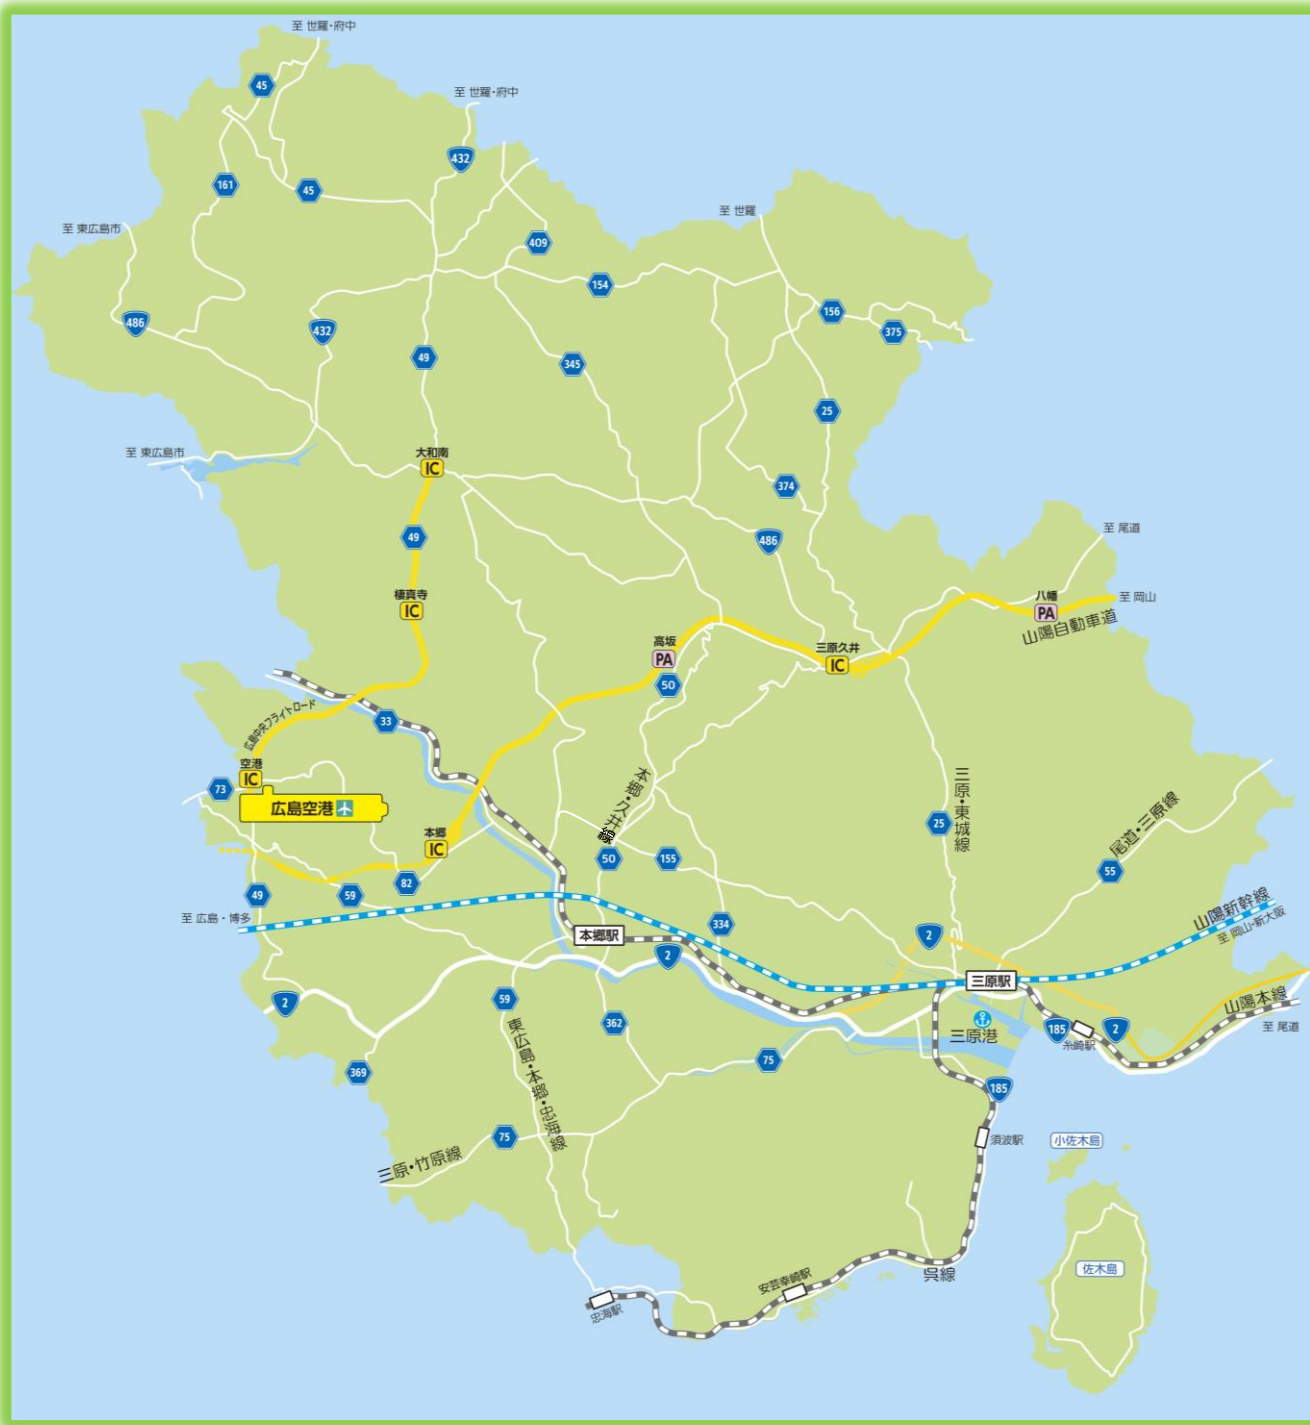 至 世羅・府中
45
至 世羅・府中
432
161
45
至 世羅
至 東広島市
409
154
156
486
432
375
49
345
25
大和南
IC
至 東広島市
374
至 尾道
49
486
棲真寺
IC
八幡
PA
至 岡山
山陽自動車道
高坂
PA
三原久井
IC
50
広島中央フライトロード
33
空港
IC
73
広島空港
本郷・久井線
三原・東城線
尾道・三原線
25
本郷
IC
50
155
55
82
49
59
至 広島・博多
334
2
山陽新幹線
至 岡山・新大阪
本郷駅
2
三原駅
59
2
362
三原港
185
糸崎駅
2
山陽本線
至 尾道
東広島・本郷・忠海線
369
75
185
75
三原・竹原線
須波駅
小佐木島
佐木島
呉線
安芸幸崎駅
忠海駅